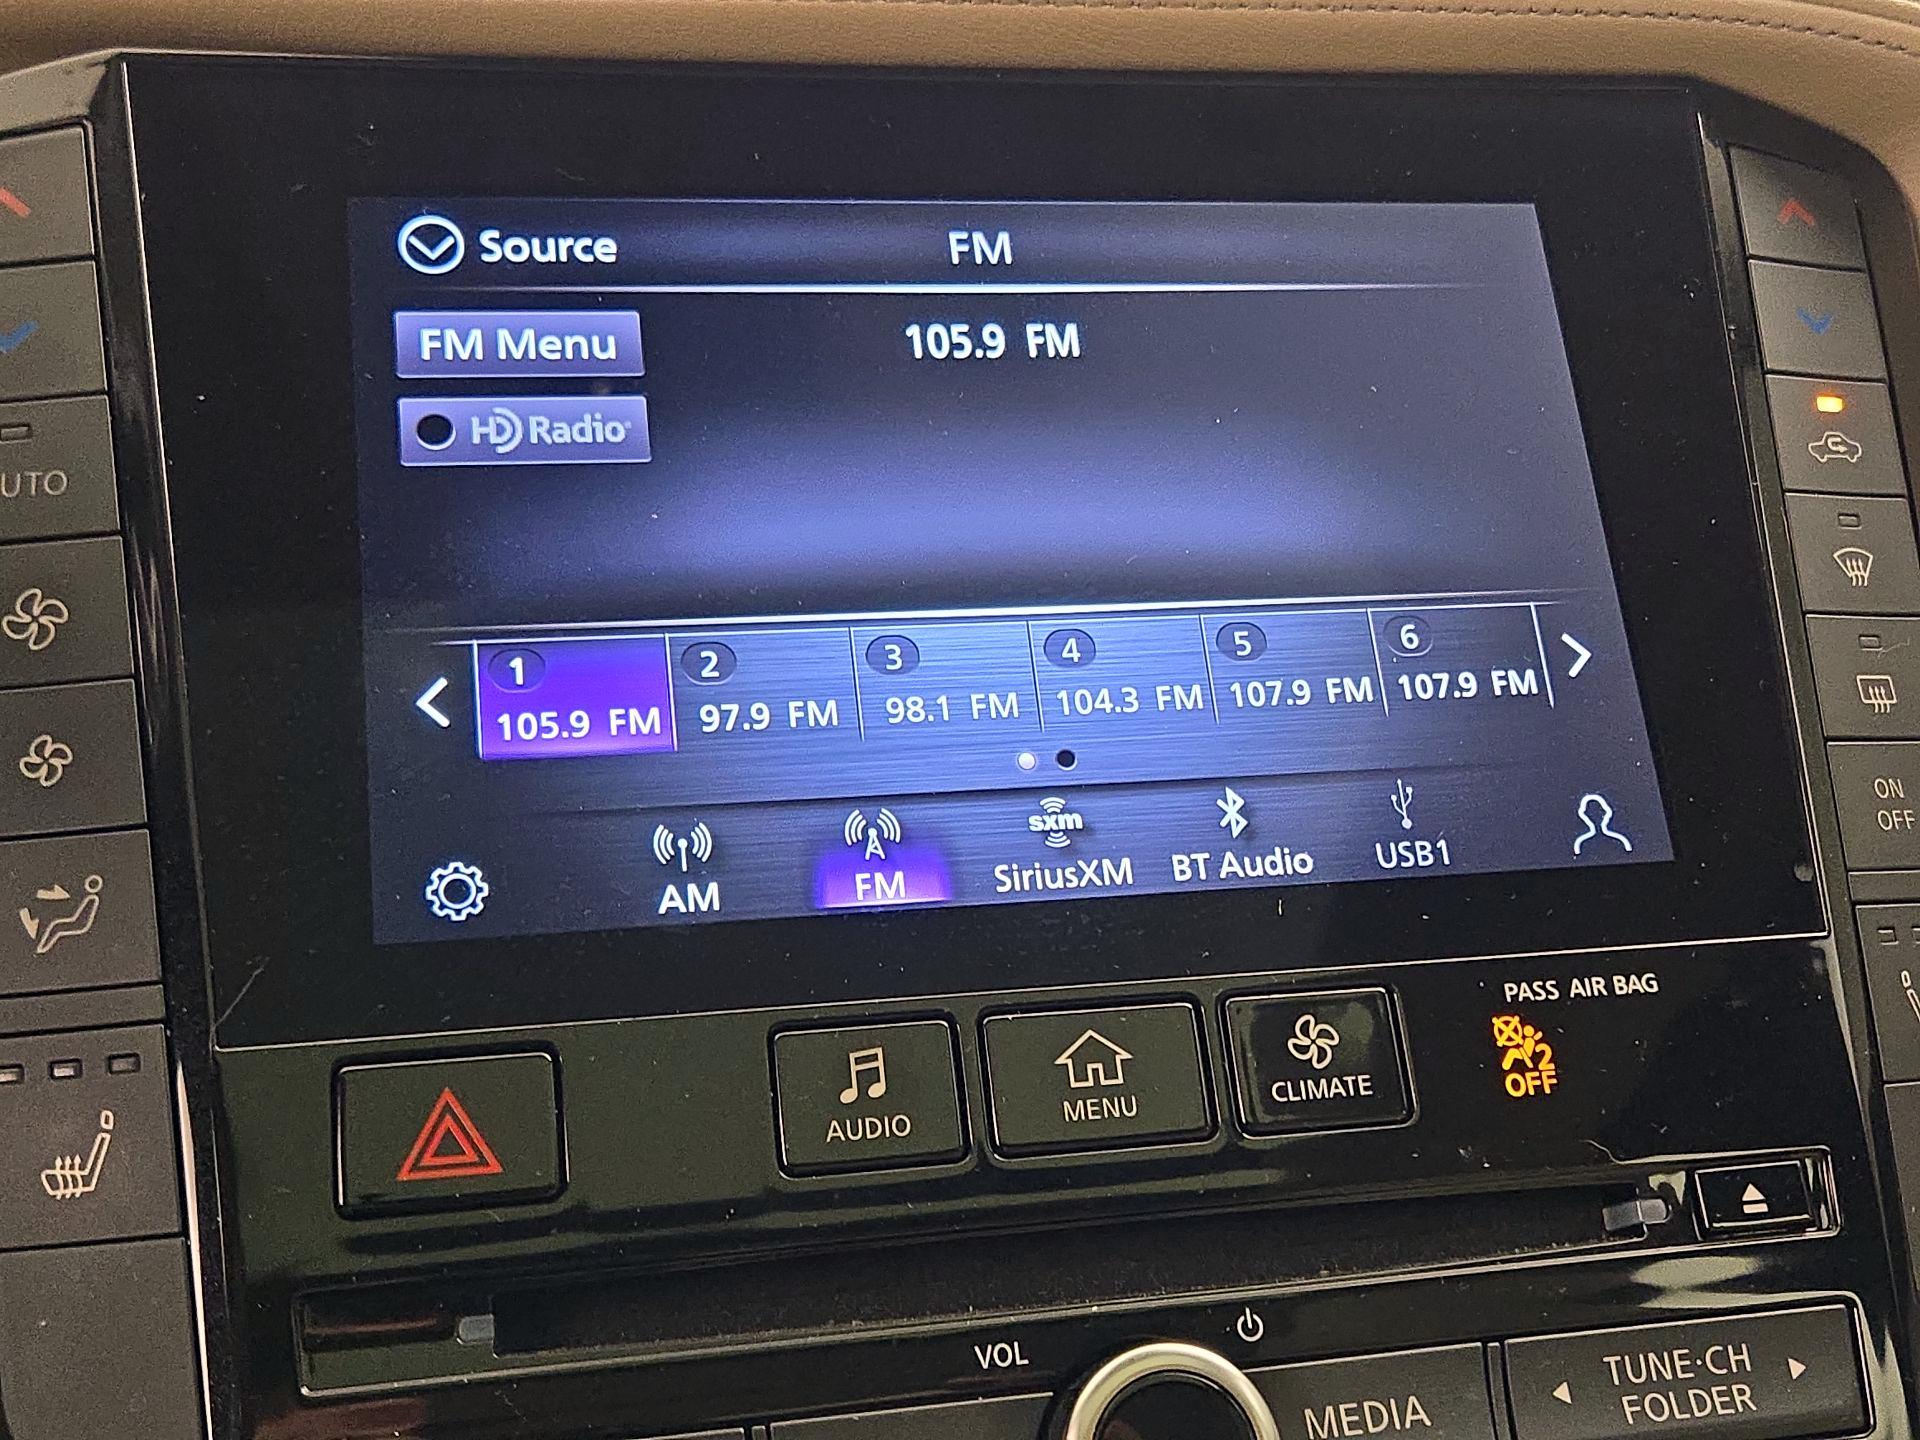 Source FM
FM Menu 105.9 FM
HD Radio
1 2 3 4 5 6
105.9 FM 97.9 FM 98.1 FM 104.3 FM 107.9 FM 107.9 FM
AM FM sxm SiriusXM BT Audio USB1
UTO
ON
OFF
PASS AIR BAG
2
OFF
AUDIO MENU CLIMATE
VOL
MEDIA
TUNE·CH
FOLDER